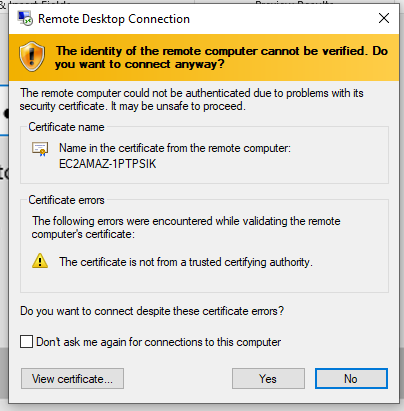 & Insert Fields
Preview Results
Remote Desktop Connection
The identity of the remote computer cannot be verified. Do
you want to connect anyway?
The remote computer could not be authenticated due to problems with its
security certificate. It may be unsafe to proceed.
Certificate name
Name in the certificate from the remote computer:
EC2AMAZ-1PTPSIK
Certificate errors
The following errors were encountered while validating the remote
computer's certificate:
The certificate is not from a trusted certifying authority.
Do you want to connect despite these certificate errors?
Don't ask me again for connections to this computer
View certificate...
Yes
No